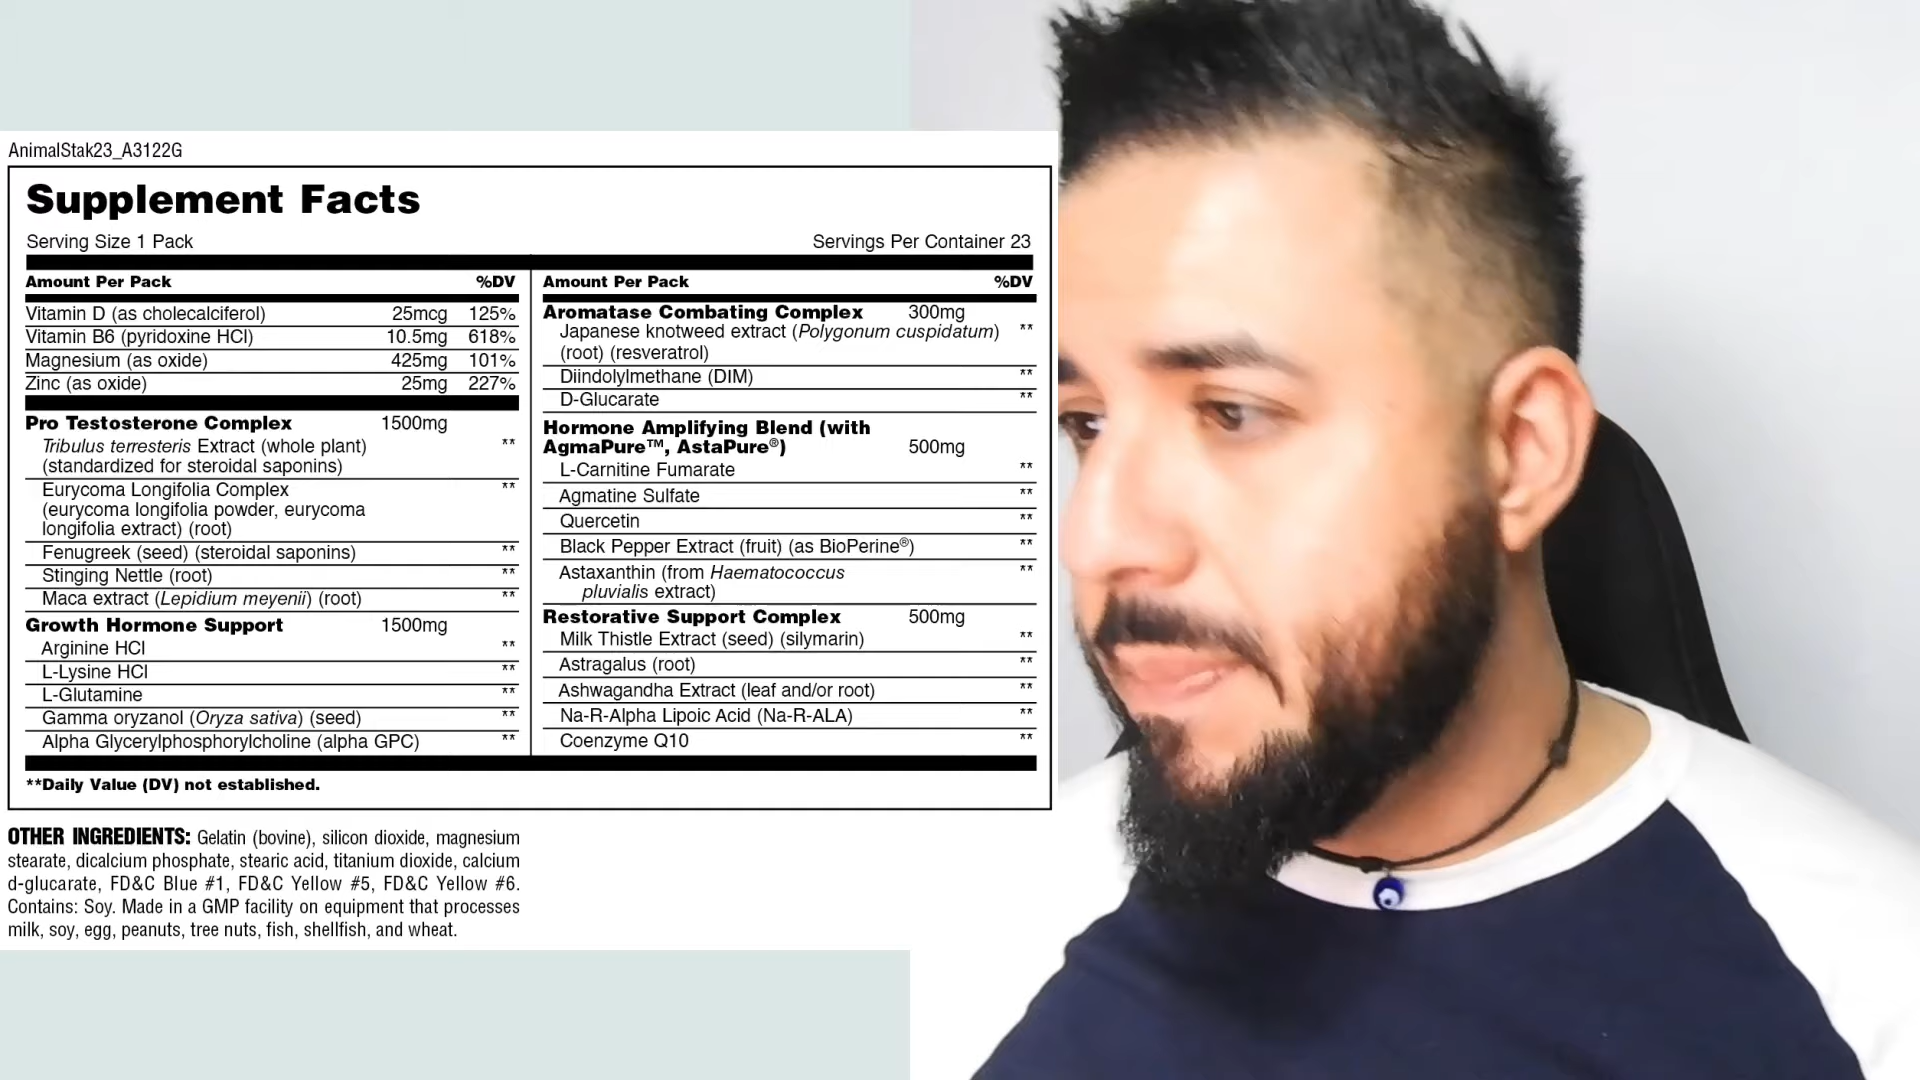 AnimalStak23_A3122G
Supplement Facts
Serving Size 1 Pack
Servings Per Container 23
Amount Per Pack %DV
Vitamin D (as cholecalciferol) 25mcg 125%
Vitamin B6 (pyridoxine HCl) 10.5mg 618%
Magnesium (as oxide) 425mg 101%
Zinc (as oxide) 25mg 227%
Pro Testosterone Complex 1500mg
Tribulus terresteris Extract (whole plant) **
(standardized for steroidal saponins)
Eurycoma Longifolia Complex **
(eurycoma longifolia powder, eurycoma
longifolia extract) (root)
Fenugreek (seed) (steroidal saponins) **
Stinging Nettle (root) **
Maca extract (Lepidium meyenii) (root) **
Growth Hormone Support 1500mg
Arginine HCl **
L-Lysine HCl **
L-Glutamine **
Gamma oryzanol (Oryza sativa) (seed) **
Alpha Glycerylphosphorylcholine (alpha GPC) **
Amount Per Pack %DV
Aromatase Combating Complex 300mg
Japanese knotweed extract (Polygonum cuspidatum) **
(root) (resveratrol)
Diindolylmethane (DIM) **
D-Glucarate **
Hormone Amplifying Blend (with
AgmaPure™, AstaPure®) 500mg
L-Carnitine Fumarate **
Agmatine Sulfate **
Quercetin **
Black Pepper Extract (fruit) (as BioPerine®) **
Astaxanthin (from Haematococcus **
pluvialis extract)
Restorative Support Complex 500mg
Milk Thistle Extract (seed) (silymarin) **
Astragalus (root) **
Ashwagandha Extract (leaf and/or root) **
Na-R-Alpha Lipoic Acid (Na-R-ALA) **
Coenzyme Q10 **
**Daily Value (DV) not established.
OTHER INGREDIENTS: Gelatin (bovine), silicon dioxide, magnesium
stearate, dicalcium phosphate, stearic acid, titanium dioxide, calcium
d-glucarate, FD&C Blue #1, FD&C Yellow #5, FD&C Yellow #6.
Contains: Soy. Made in a GMP facility on equipment that processes
milk, soy, egg, peanuts, tree nuts, fish, shellfish, and wheat.